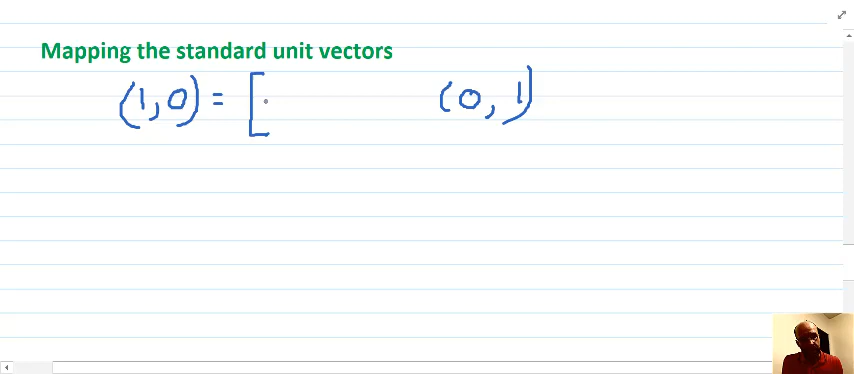 Mapping the standard unit vectors
(1,0) = [ (0,1)